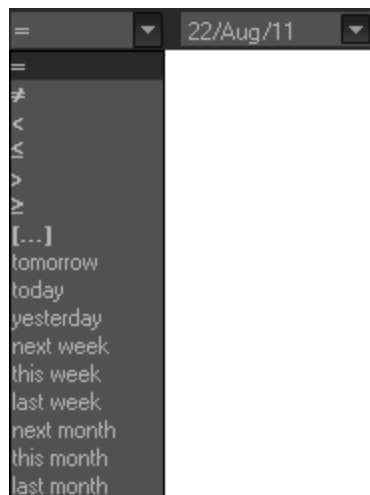 = 22/Aug/11
=
≠
<
≤
>
≥
[...]
tomorrow
today
yesterday
next week
this week
last week
next month
this month
last month